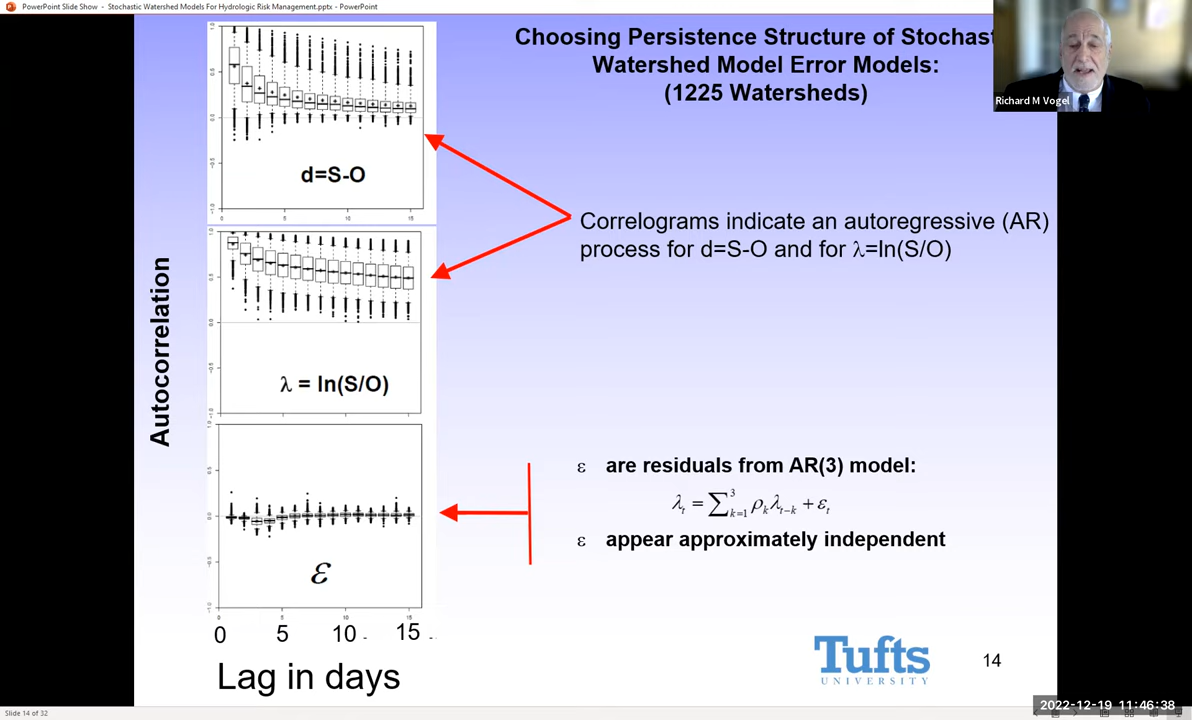 PowerPoint Slide Show - Stochastic Watershed Models For Hydrologic Risk Management.pptx - PowerPoint
Choosing Persistence Structure of Stochast
Watershed Model Error Models:
(1225 Watersheds)
Richard M Vogel
d=S-O
Correlograms indicate an autoregressive (AR)
process for d=S-O and for λ=ln(S/O)
Autocorrelation
λ = ln(S/O)
ε are residuals from AR(3) model:
λt = ∑³k=1 ρkλt-k + εt
ε appear approximately independent
ε
0 5 10 15
Lag in days
Tufts
UNIVERSITY
14
Slide 14 of 32
2022-12-19 11:46:38